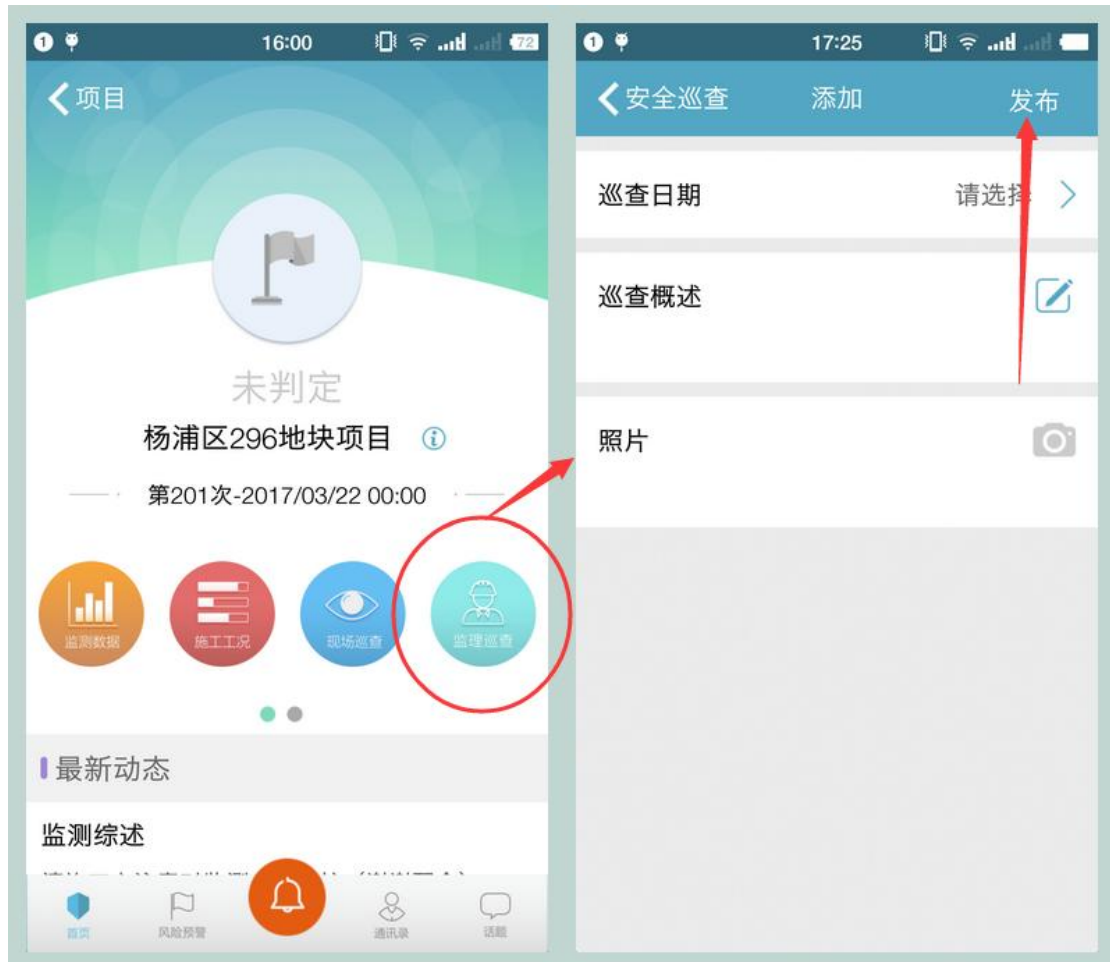 1
16:00
72
项目
未判定
杨浦区296地块项目
第201次-2017/03/22 00:00
监测数据
施工工况
现场巡查
监理巡查
最新动态
监测综述
首页
风险预警
通讯录
话题
1
17:25
安全巡查
添加
发布
巡查日期
请选择
巡查概述
照片